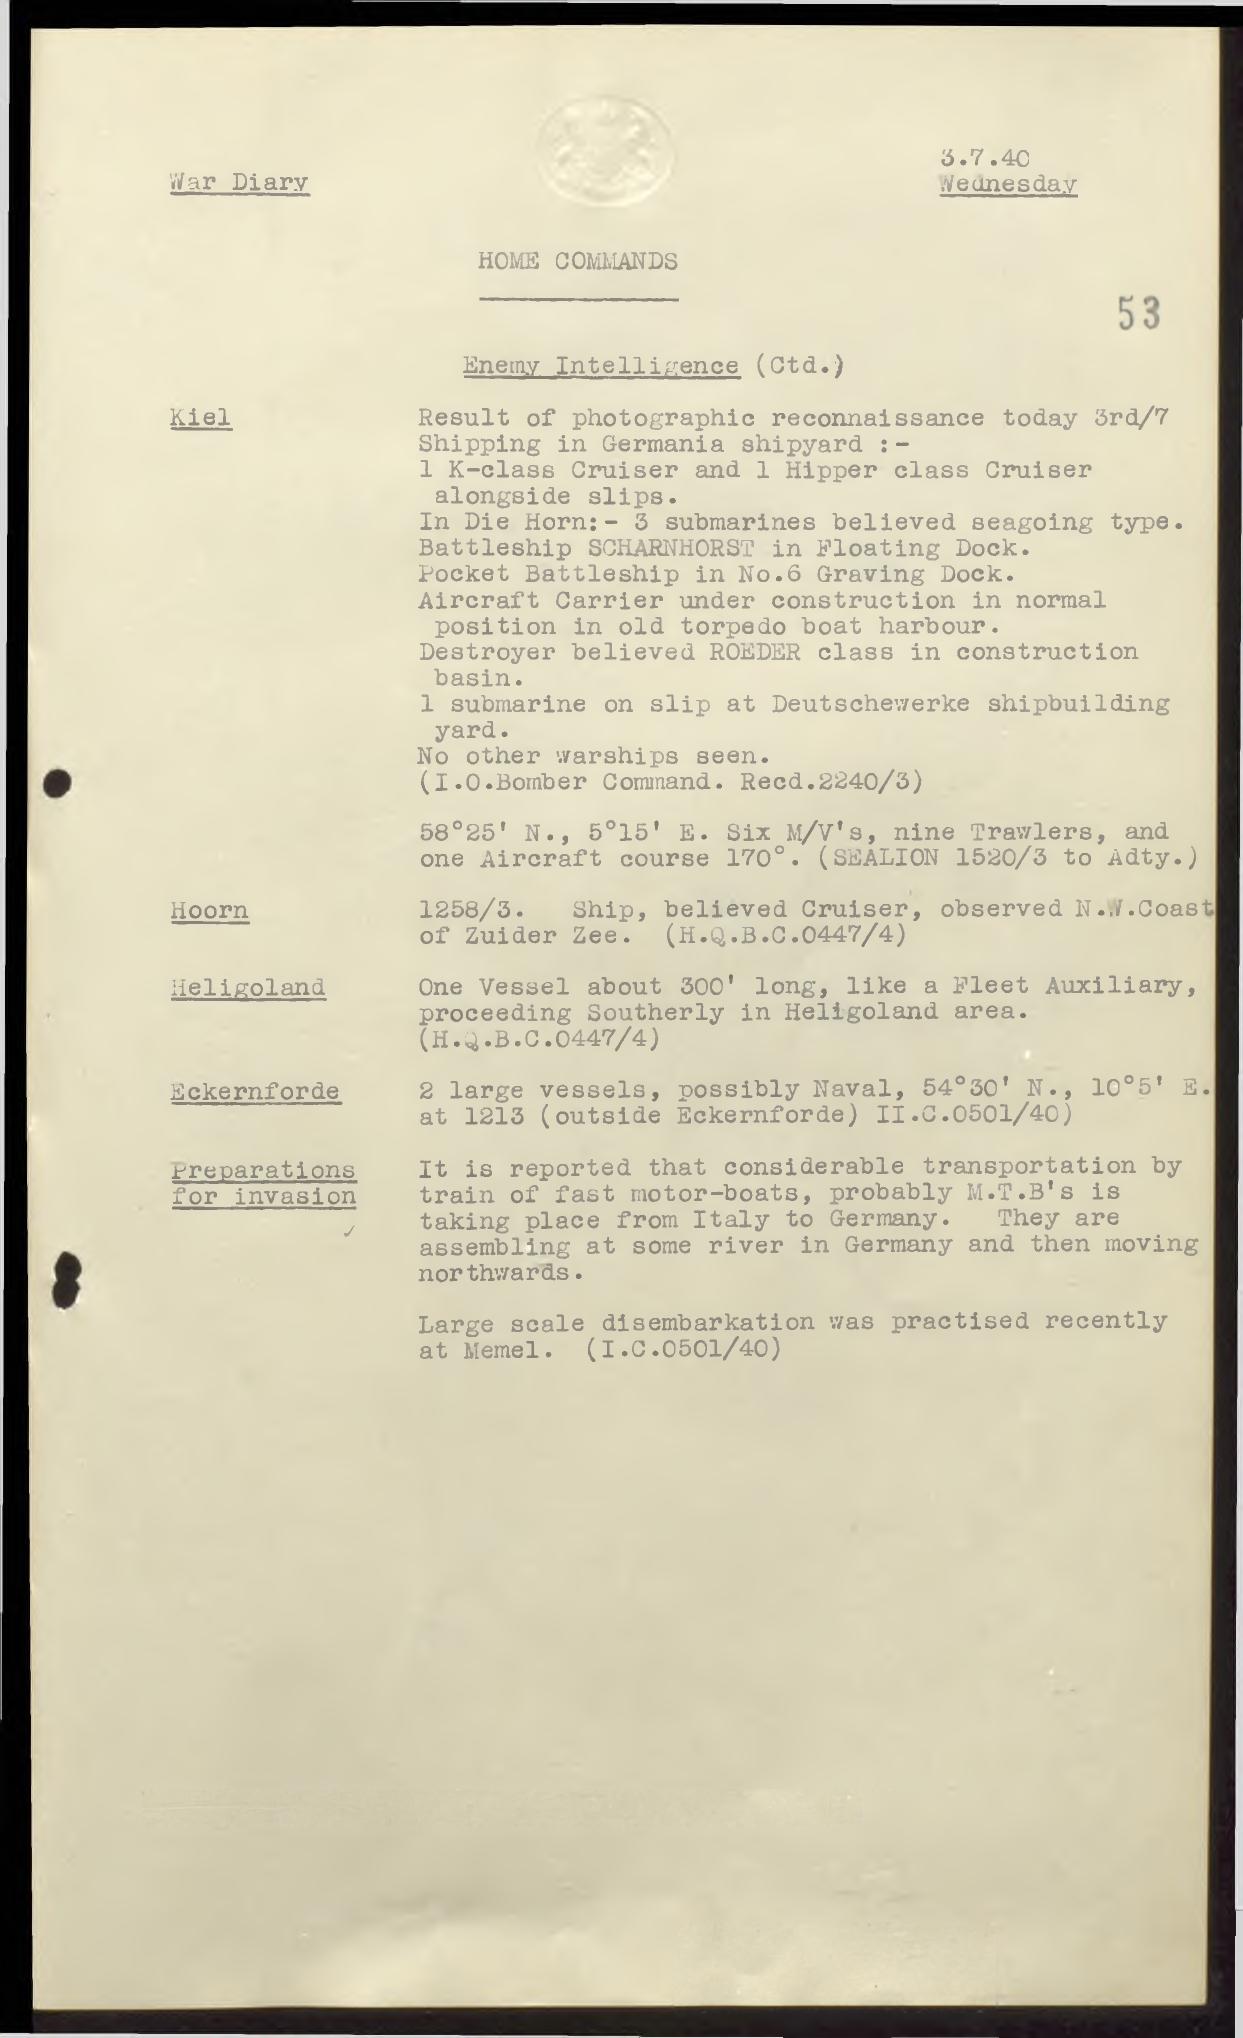 War Diary
3.7.40
Wednesday
HOME COMMANDS
53
Enemy Intelligence (Ctd.)
Kiel
Result of photographic reconnaissance today 3rd/7
Shipping in Germania shipyard :-
1 K-class Cruiser and 1 Hipper class Cruiser
alongside slips.
In Die Horn:- 3 submarines believed seagoing type.
Battleship SCHARNHORST in Floating Dock.
Pocket Battleship in No.6 Graving Dock.
Aircraft Carrier under construction in normal
position in old torpedo boat harbour.
Destroyer believed ROEDER class in construction
basin.
1 submarine on slip at Deutschewerke shipbuilding
yard.
No other warships seen.
(I.O.Bomber Command. Recd.2240/3)
58°25' N., 5°15' E. Six M/V's, nine Trawlers, and
one Aircraft course 170°. (SEALION 1520/3 to Adty.)
Hoorn
1258/3. Ship, believed Cruiser, observed N.W.Coast
of Zuider Zee. (H.Q.B.C.0447/4)
Heligoland
One Vessel about 300' long, like a Fleet Auxiliary,
proceeding Southerly in Heligoland area.
(H.Q.B.C.0447/4)
Eckernforde
2 large vessels, possibly Naval, 54°30' N., 10°5' E.
at 1213 (outside Eckernforde) II.C.0501/40)
Preparations
for invasion
It is reported that considerable transportation by
train of fast motor-boats, probably M.T.B's is
taking place from Italy to Germany. They are
assembling at some river in Germany and then moving
northwards.
Large scale disembarkation was practised recently
at Memel. (I.C.0501/40)